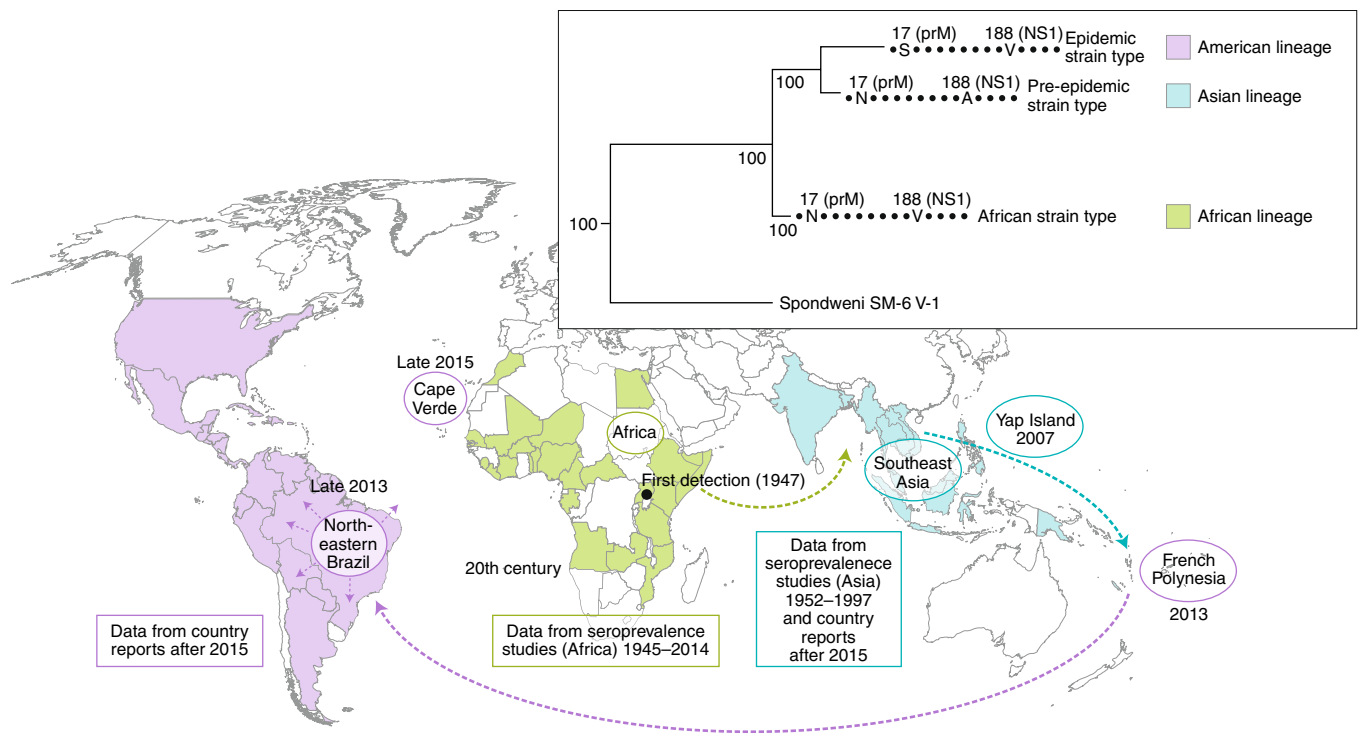 17 (prM) 188 (NS1)
S V
Epidemic
strain type
American lineage
100
17 (prM) 188 (NS1)
N A
Pre-epidemic
strain type
Asian lineage
100
17 (prM) 188 (NS1)
N V
African strain type
African lineage
100
100
Spondweni SM-6 V-1
Late 2015
Cape
Verde
Africa
First detection (1947)
Yap Island
2007
Southeast
Asia
Late 2013
North-
eastern
Brazil
20th century
French
Polynesia
2013
Data from country
reports after 2015
Data from seroprevalence
studies (Africa) 1945–2014
Data from
seroprevalenece
studies (Asia)
1952–1997
and country
reports
after 2015